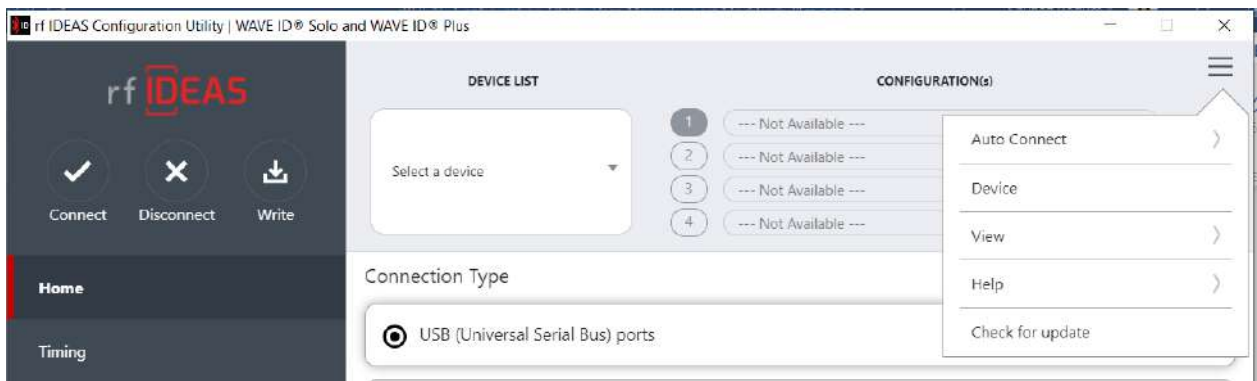 rf IDEAS Configuration Utility | WAVE ID® Solo and WAVE ID® Plus
rf IDEAS
Connect
Disconnect
Write
Home
Timing
DEVICE LIST
Select a device
CONFIGURATION(s)
1 --- Not Available ---
2 --- Not Available ---
3 --- Not Available ---
4 --- Not Available ---
Connection Type
USB (Universal Serial Bus) ports
Auto Connect
Device
View
Help
Check for update